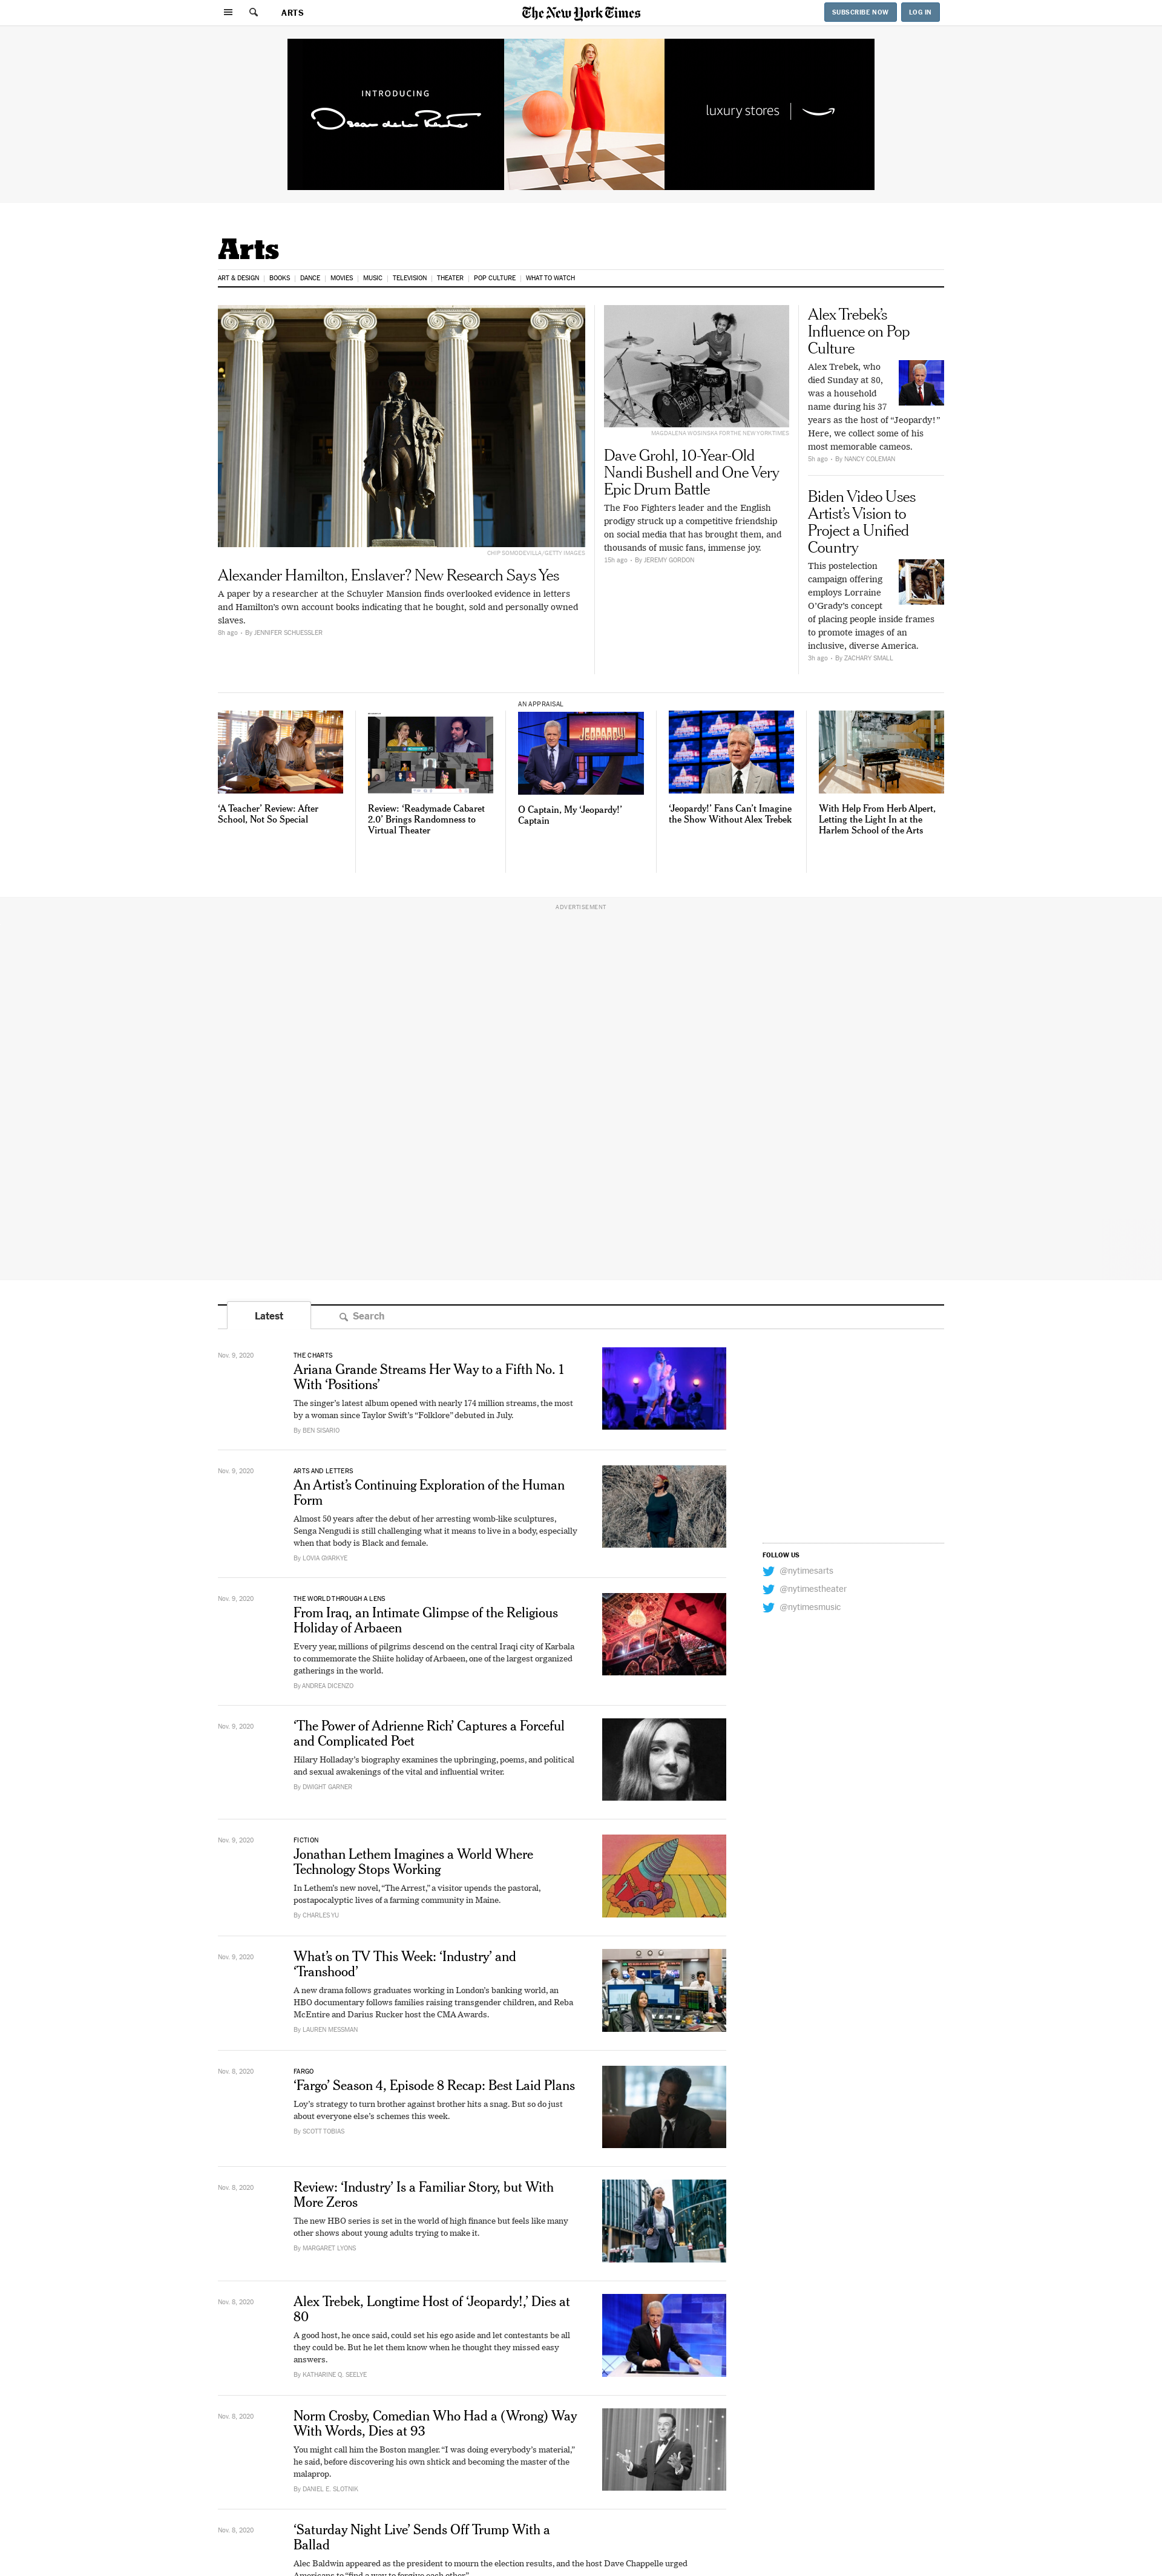 ARTS
The New York Times
SUBSCRIBE NOW
LOG IN
INTRODUCING
Oscar de la Renta
luxury stores
Arts
ART & DESIGN
BOOKS
DANCE
MOVIES
MUSIC
TELEVISION
THEATER
POP CULTURE
WHAT TO WATCH
CHIP SOMODEVILLA/GETTY IMAGES
Alexander Hamilton, Enslaver? New Research Says Yes
A paper by a researcher at the Schuyler Mansion finds overlooked evidence in letters
and Hamilton's own account books indicating that he bought, sold and personally owned
slaves.
8h ago • By JENNIFER SCHUESSLER
MAGDALENA WOSINSKA FOR THE NEW YORK TIMES
Dave Grohl, 10-Year-Old
Nandi Bushell and One Very
Epic Drum Battle
The Foo Fighters leader and the English
prodigy struck up a competitive friendship
on social media that has brought them, and
thousands of music fans, immense joy.
15h ago • By JEREMY GORDON
Alex Trebek's
Influence on Pop
Culture
Alex Trebek, who
died Sunday at 80,
was a household
name during his 37
years as the host of “Jeopardy!”
Here, we collect some of his
most memorable cameos.
5h ago • By NANCY COLEMAN
Biden Video Uses
Artist’s Vision to
Project a Unified
Country
This postelection
campaign offering
employs Lorraine
O’Grady’s concept
of placing people inside frames
to promote images of an
inclusive, diverse America.
3h ago • By ZACHARY SMALL
‘A Teacher’ Review: After
School, Not So Special
Review: ‘Readymade Cabaret
2.0’ Brings Randomness to
Virtual Theater
AN APPRAISAL
JEOPARDY!
O Captain, My ‘Jeopardy!’
Captain
‘Jeopardy!’ Fans Can’t Imagine
the Show Without Alex Trebek
With Help From Herb Alpert,
Letting the Light In at the
Harlem School of the Arts
ADVERTISEMENT
Latest
Search
Nov. 9, 2020
THE CHARTS
Ariana Grande Streams Her Way to a Fifth No. 1
With ‘Positions’
The singer’s latest album opened with nearly 174 million streams, the most
by a woman since Taylor Swift’s “Folklore” debuted in July.
By BEN SISARIO
Nov. 9, 2020
ARTS AND LETTERS
An Artist’s Continuing Exploration of the Human
Form
Almost 50 years after the debut of her arresting womb-like sculptures,
Senga Nengudi is still challenging what it means to live in a body, especially
when that body is Black and female.
By LOVIA GYARKYE
FOLLOW US
@nytimesarts
@nytimestheater
@nytimesmusic
Nov. 9, 2020
THE WORLD THROUGH A LENS
From Iraq, an Intimate Glimpse of the Religious
Holiday of Arbaeen
Every year, millions of pilgrims descend on the central Iraqi city of Karbala
to commemorate the Shiite holiday of Arbaeen, one of the largest organized
gatherings in the world.
By ANDREA DICENZO
Nov. 9, 2020
‘The Power of Adrienne Rich’ Captures a Forceful
and Complicated Poet
Hilary Holladay’s biography examines the upbringing, poems, and political
and sexual awakenings of the vital and influential writer.
By DWIGHT GARNER
Nov. 9, 2020
FICTION
Jonathan Lethem Imagines a World Where
Technology Stops Working
In Lethem’s new novel, “The Arrest,” a visitor upends the pastoral,
postapocalyptic lives of a farming community in Maine.
By CHARLES YU
Nov. 9, 2020
What’s on TV This Week: ‘Industry’ and
‘Transhood’
A new drama follows graduates working in London’s banking world, an
HBO documentary follows families raising transgender children, and Reba
McEntire and Darius Rucker host the CMA Awards.
By LAUREN MESSMAN
Nov. 8, 2020
FARGO
‘Fargo’ Season 4, Episode 8 Recap: Best Laid Plans
Loy’s strategy to turn brother against brother hits a snag. But so do just
about everyone else’s schemes this week.
By SCOTT TOBIAS
Nov. 8, 2020
Review: ‘Industry’ Is a Familiar Story, but With
More Zeros
The new HBO series is set in the world of high finance but feels like many
other shows about young adults trying to make it.
By MARGARET LYONS
Nov. 8, 2020
Alex Trebek, Longtime Host of ‘Jeopardy!,’ Dies at
80
A good host, he once said, could set his ego aside and let contestants be all
they could be. But he let them know when he thought they missed easy
answers.
By KATHARINE Q. SEELYE
Nov. 8, 2020
Norm Crosby, Comedian Who Had a (Wrong) Way
With Words, Dies at 93
You might call him the Boston mangler. “I was doing everybody’s material,”
he said, before discovering his own shtick and becoming the master of the
malaprop.
By DANIEL E. SLOTNIK
Nov. 8, 2020
‘Saturday Night Live’ Sends Off Trump With a
Ballad
Alec Baldwin appeared as the president to mourn the election results, and the host Dave Chappelle urged
Americans to “find a way to forgive each other.”